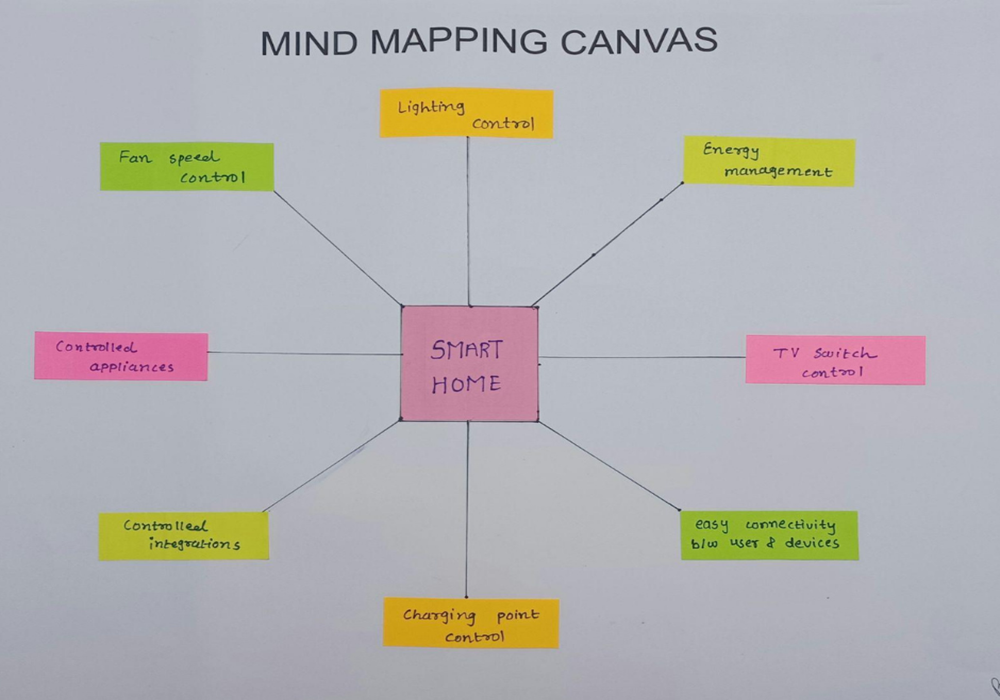 MIND MAPPING CANVAS
Lighting
control
Fan speed
control
Energy
management
Controlled
appliances
SMART
HOME
TV Switch
control
Controlled
integrations
easy connectivity
b/w user & devices
Charging point
control